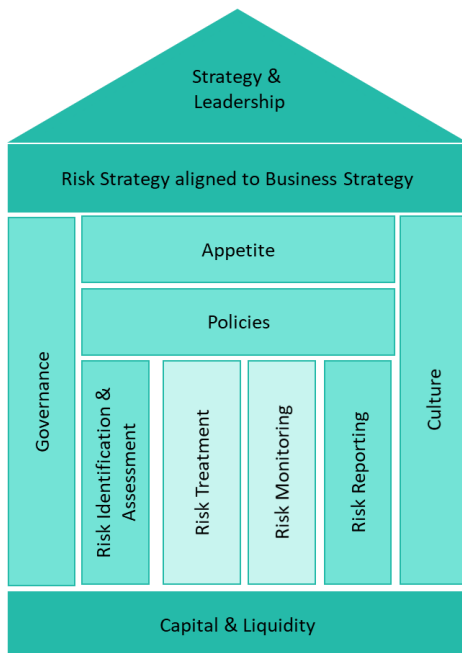 Strategy &
Leadership
Risk Strategy aligned to Business Strategy
Appetite
Policies
Governance
Risk Identification &
Assessment
Risk Treatment
Risk Monitoring
Risk Reporting
Culture
Capital & Liquidity